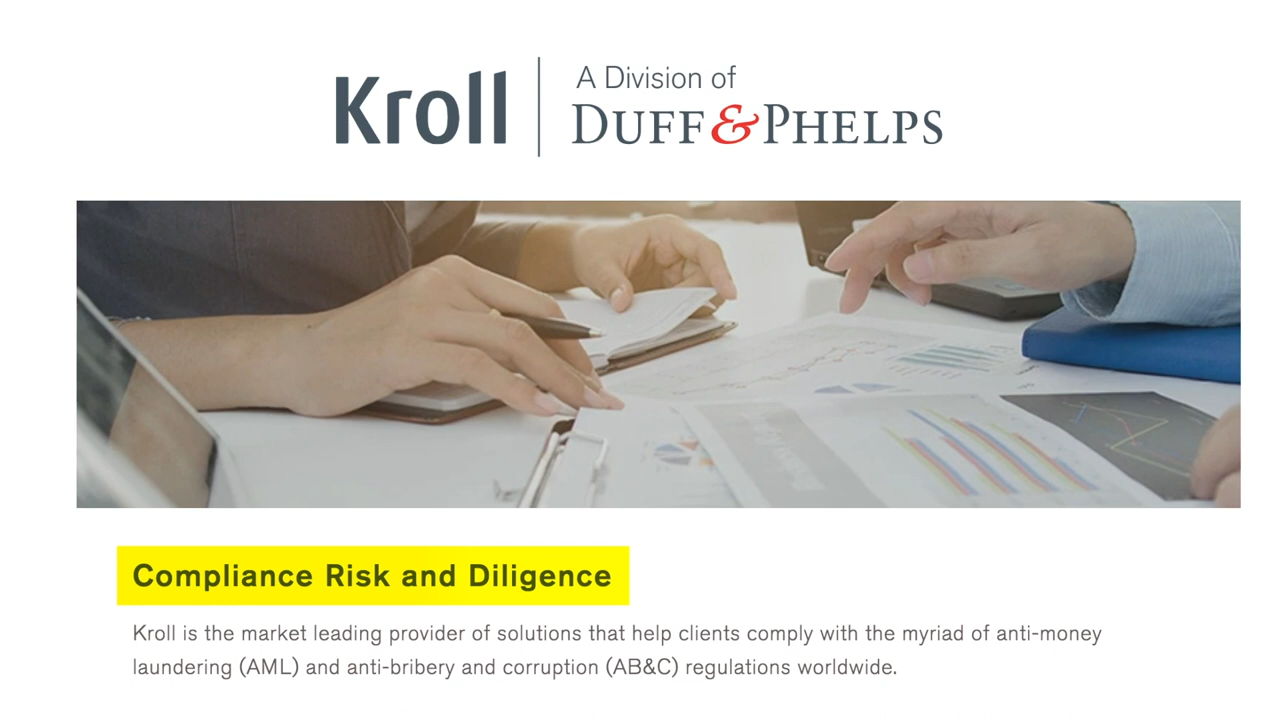 Kroll
A Division of
DUFF & PHELPS
Compliance Risk and Diligence
Kroll is the market leading provider of solutions that help clients comply with the myriad of anti-money
laundering (AML) and anti-bribery and corruption (AB&C) regulations worldwide.